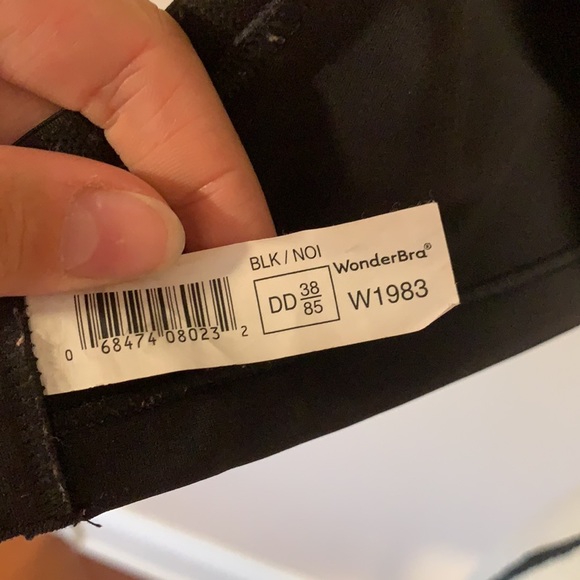 BLK / NOI
WonderBra®
DD 38/85
W1983
0 68474 08023 2